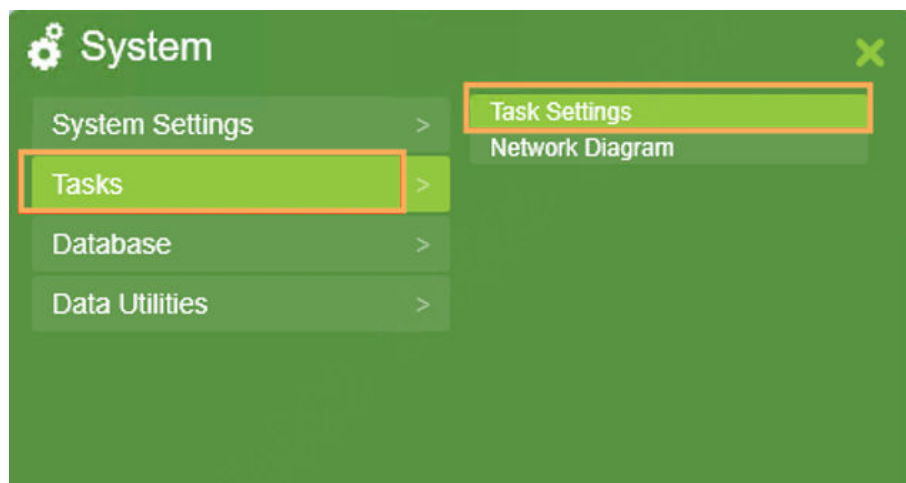 System
System Settings >
Tasks >
Database >
Data Utilities >
Task Settings
Network Diagram